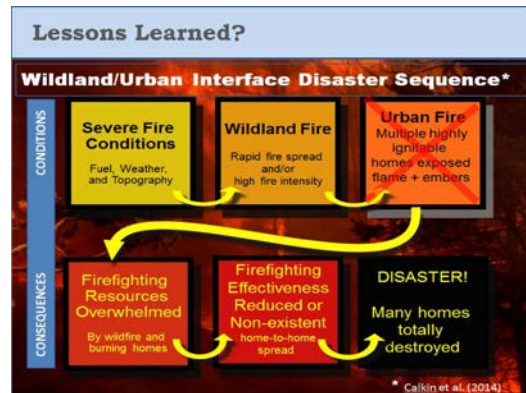 Lessons Learned?
Wildland/Urban Interface Disaster Sequence*
CONDITIONS
Severe Fire
Conditions
Fuel, Weather,
and Topography
Wildland Fire
Rapid fire spread
and/or
high fire intensity
Urban Fire
Multiple highly
ignitable
homes exposed
flame + embers
CONSEQUENCES
Firefighting
Resources
Overwhelmed
By wildfire and
burning homes
Firefighting
Effectiveness
Reduced or
Non-existent
home-to-home
spread
DISASTER!
Many homes
totally
destroyed
* Calkin et al. (2014)